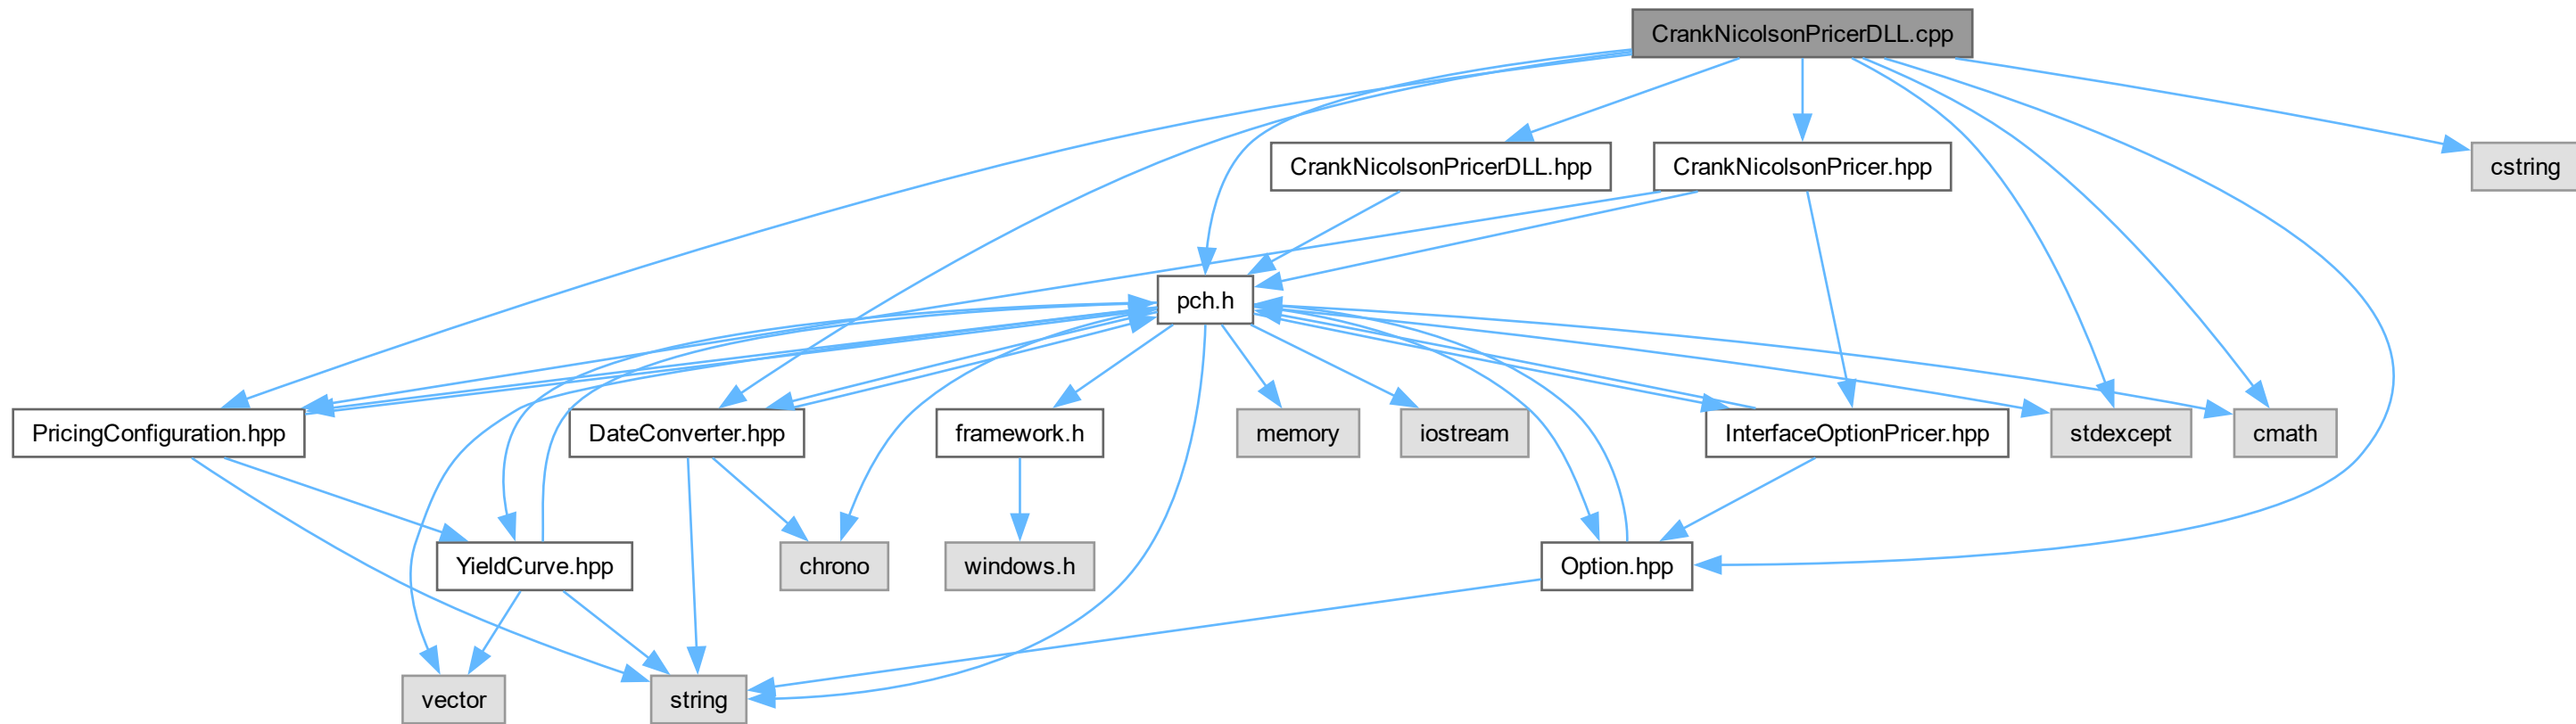 CrankNicolsonPricerDLL.cpp
CrankNicolsonPricerDLL.hpp
CrankNicolsonPricer.hpp
cstring
pch.h
PricingConfiguration.hpp
DateConverter.hpp
framework.h
memory
iostream
InterfaceOptionPricer.hpp
stdexcept
cmath
YieldCurve.hpp
chrono
windows.h
Option.hpp
vector
string